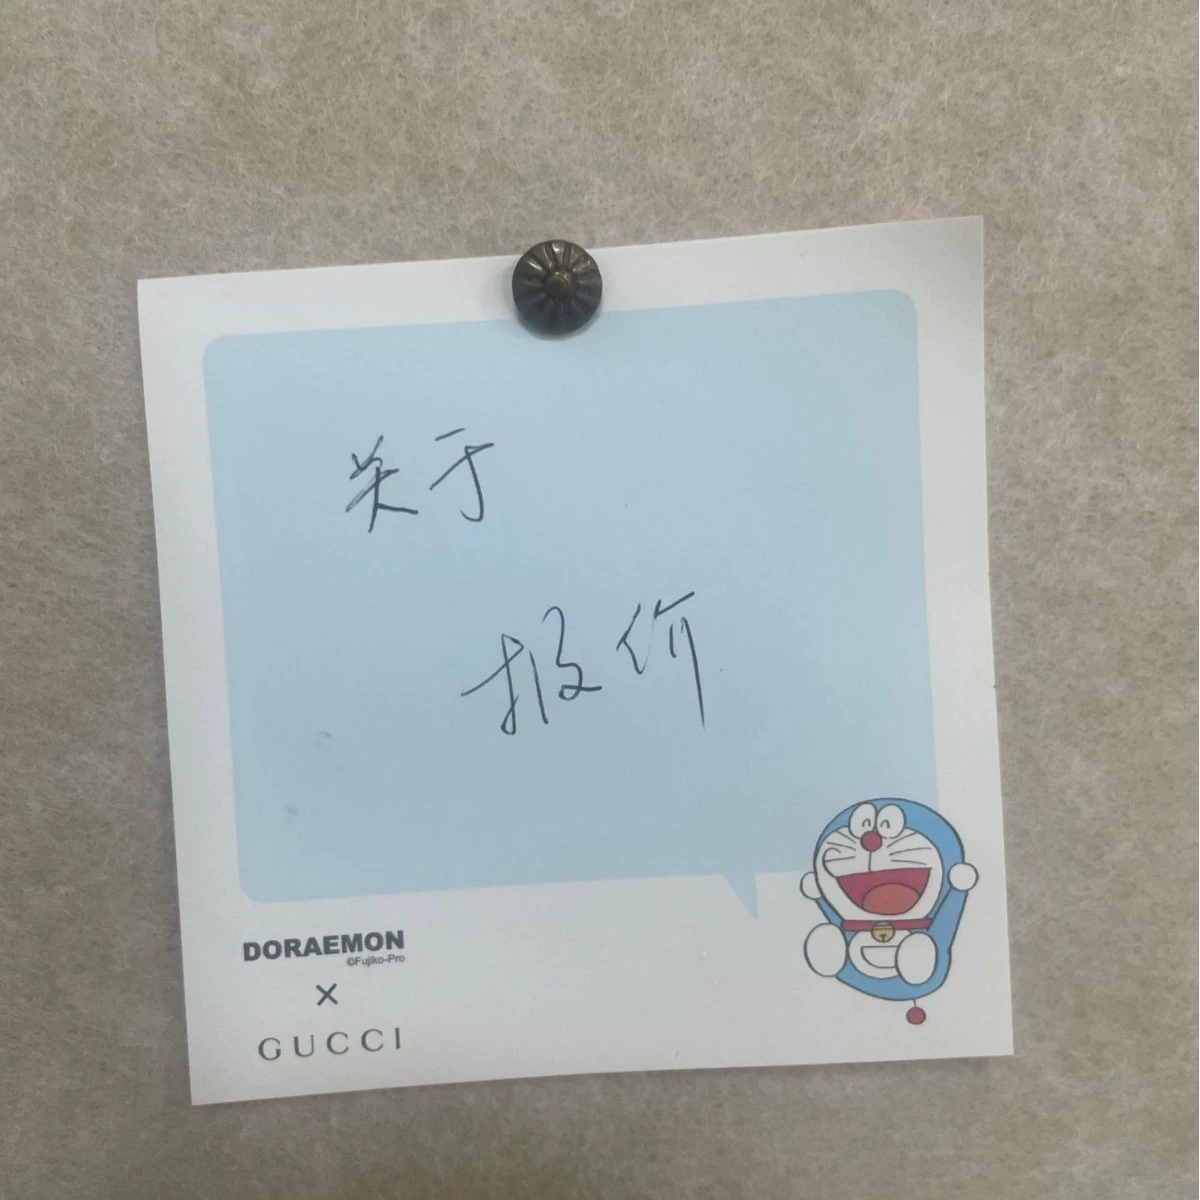 关于
报价
DORAEMON
©Fujiko-Pro
×
GUCCI